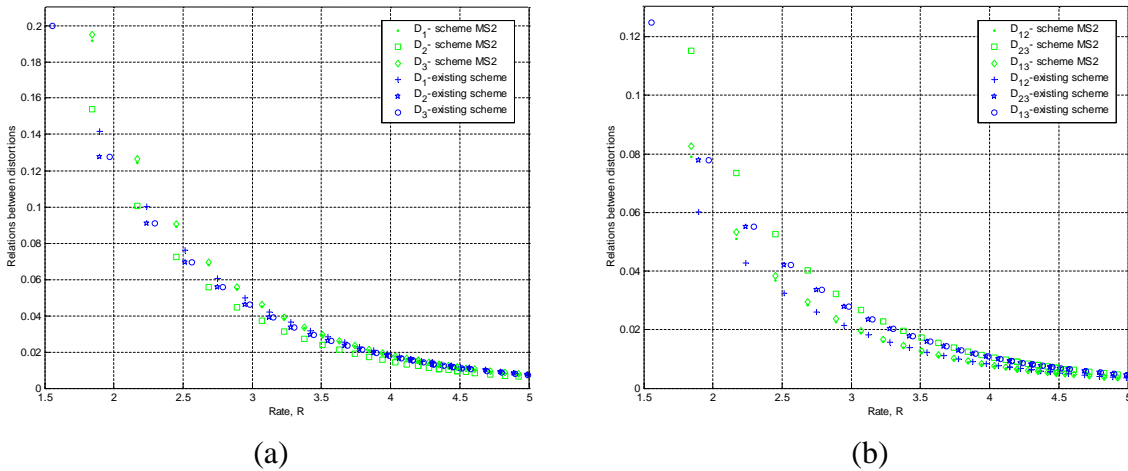 0.2
0.18
0.16
0.14
0.12
0.1
0.08
0.06
0.04
0.02
0
Relations between distortions
D1- scheme MS2
D2- scheme MS2
D3- scheme MS2
D1-existing scheme
D2-existing scheme
D3-existing scheme
1.5 2 2.5 3 3.5 4 4.5 5
Rate, R
(a)
0.12
0.1
0.08
0.06
0.04
0.02
0
Relations between distortions
D12- scheme MS2
D23- scheme MS2
D13- scheme MS2
D12-existing scheme
D23-existing scheme
D13-existing scheme
1.5 2 2.5 3 3.5 4 4.5 5
Rate, R
(b)